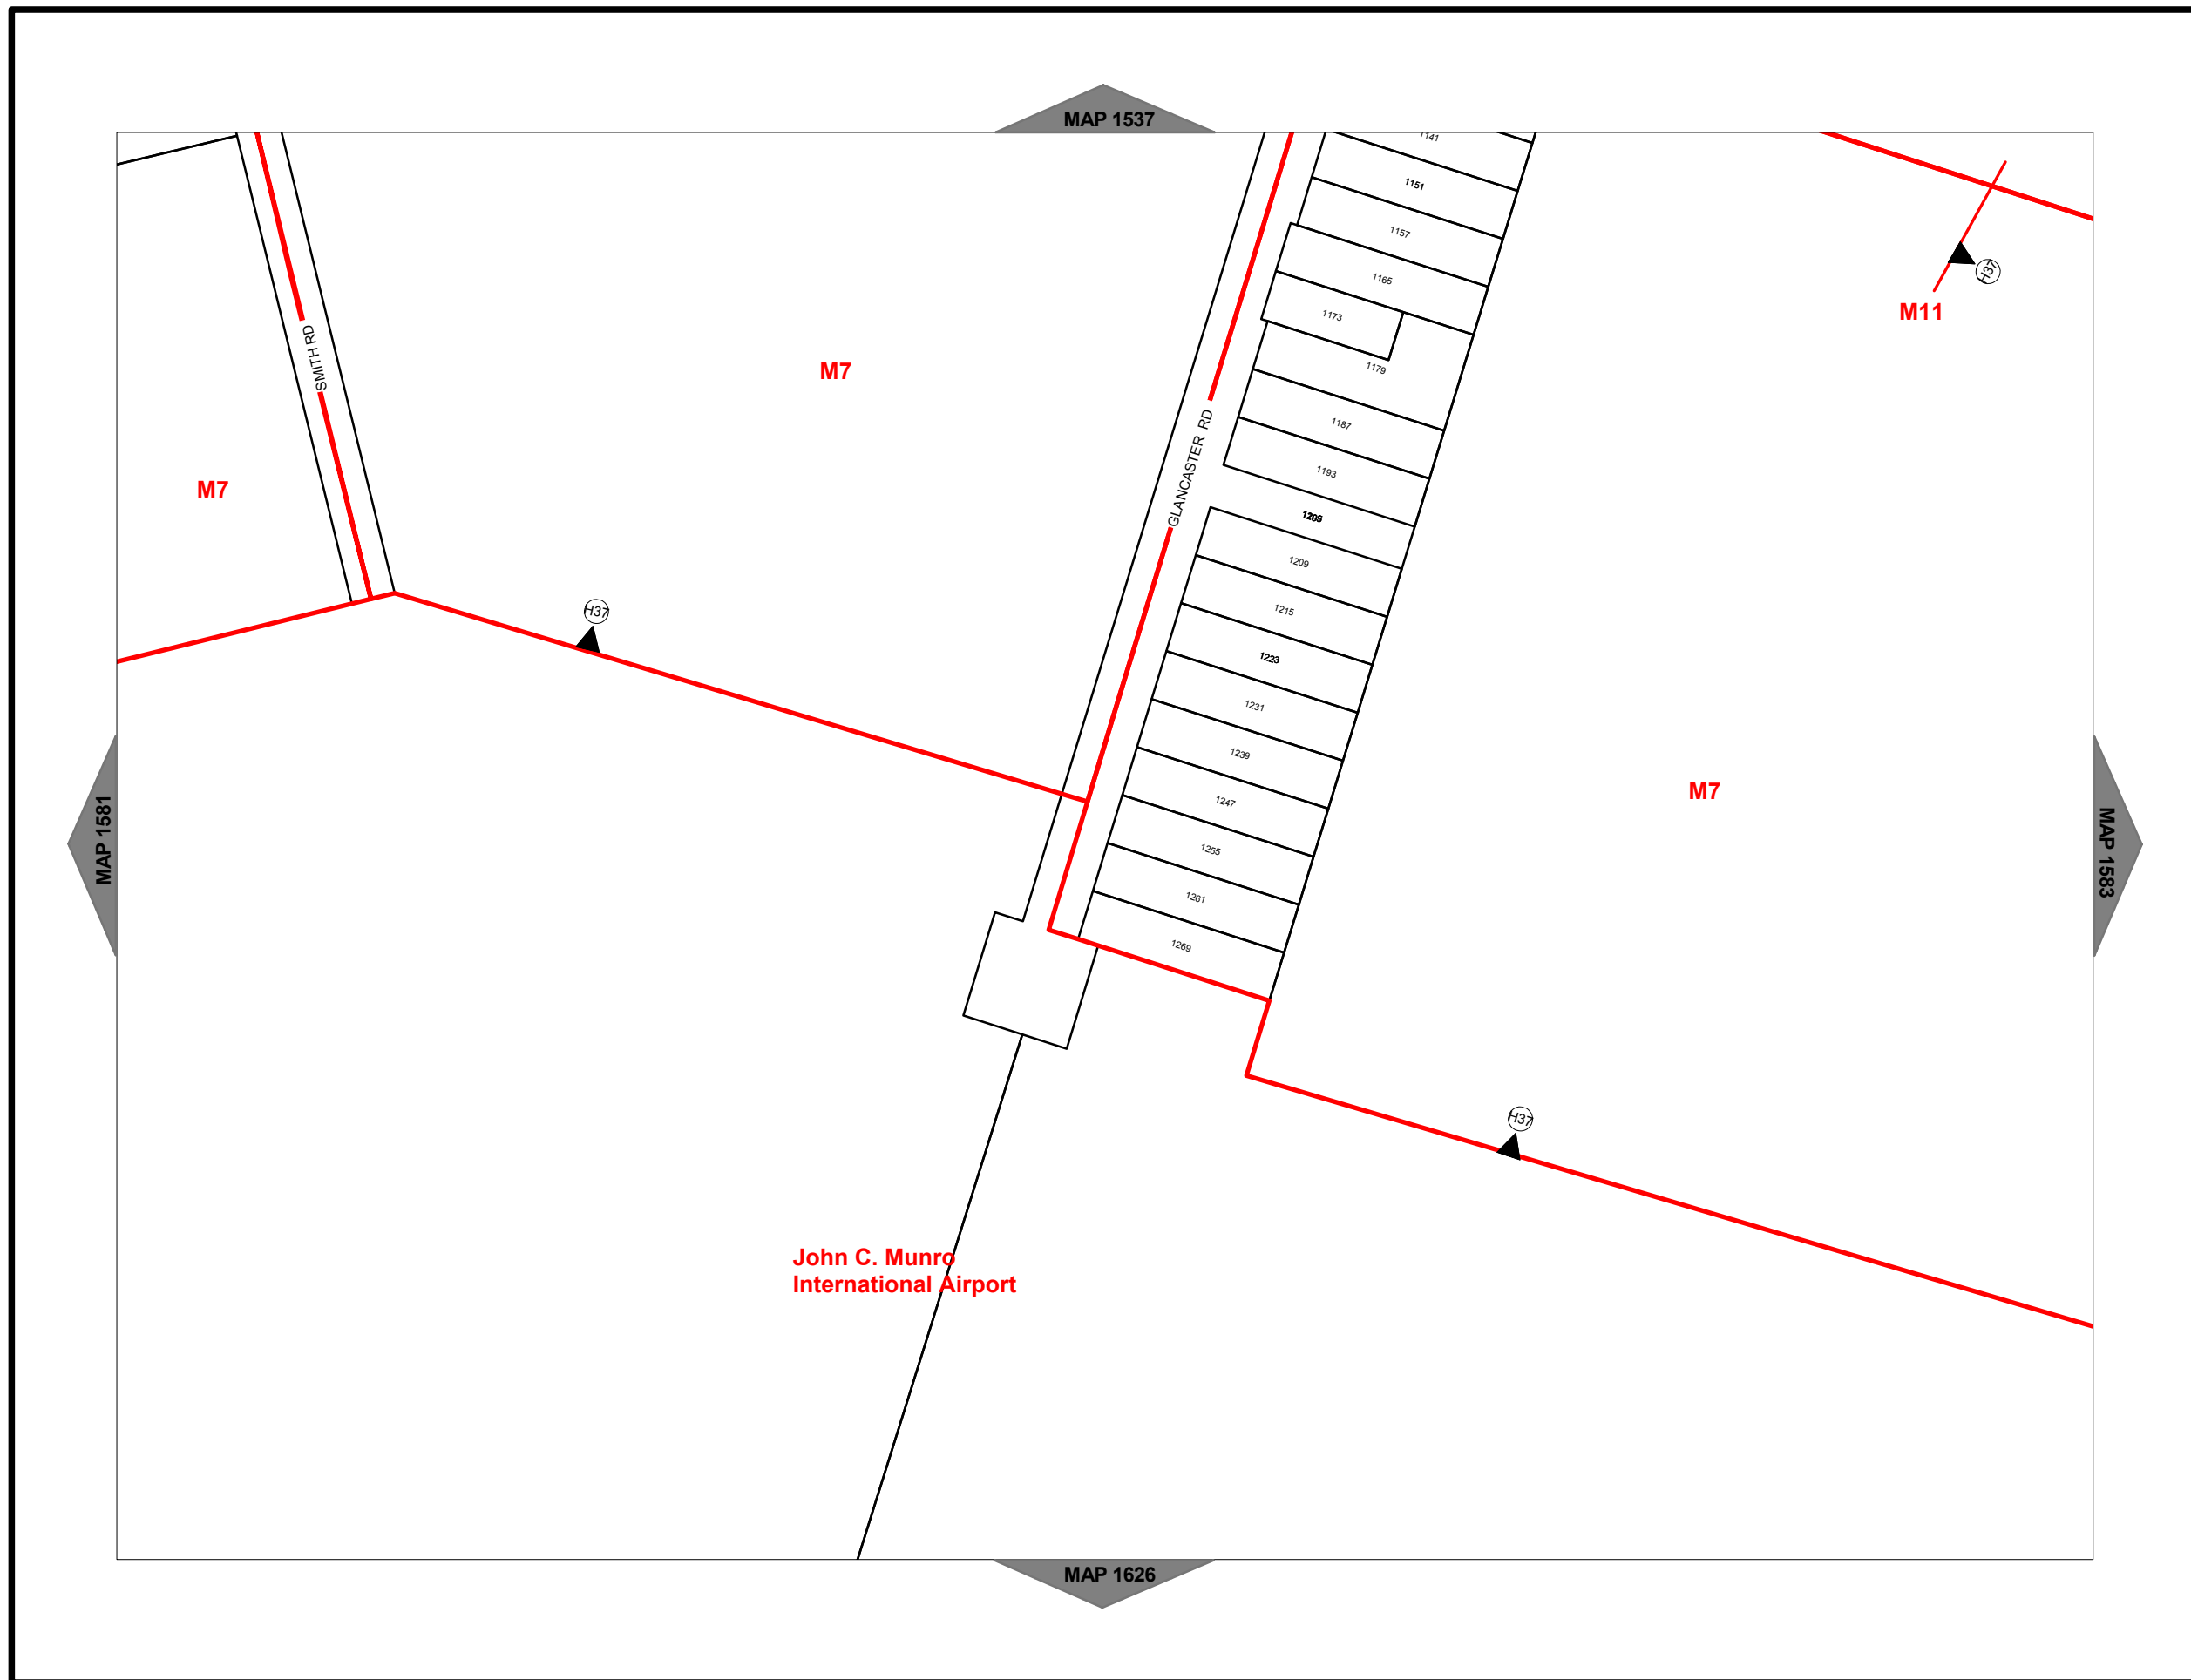 MAP 1537
1141
1151
1157
H37
1165
M11
1173
SMITH RD
M7
1179
GLANCASTER RD
1187
1193
M7
1209
1215
H37
1223
1231
1239
M7
1247
MAP 1581
MAP 1583
1255
1261
1269
H37
John C. Munro
International Airport
MAP 1626